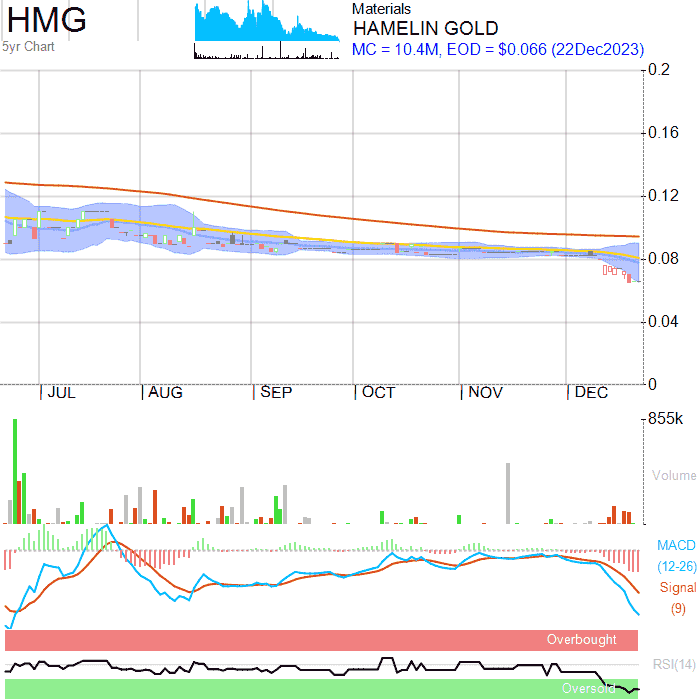 HMG
5yr Chart
Materials
HAMELIN GOLD
MC = 10.4M, EOD = $0.066 (22Dec2023)
0.2
0.16
0.12
0.08
0.04
0
JUL
AUG
SEP
OCT
NOV
DEC
855k
Volume
MACD
(12-26)
Signal
(9)
Overbought
RSI(14)
Oversold